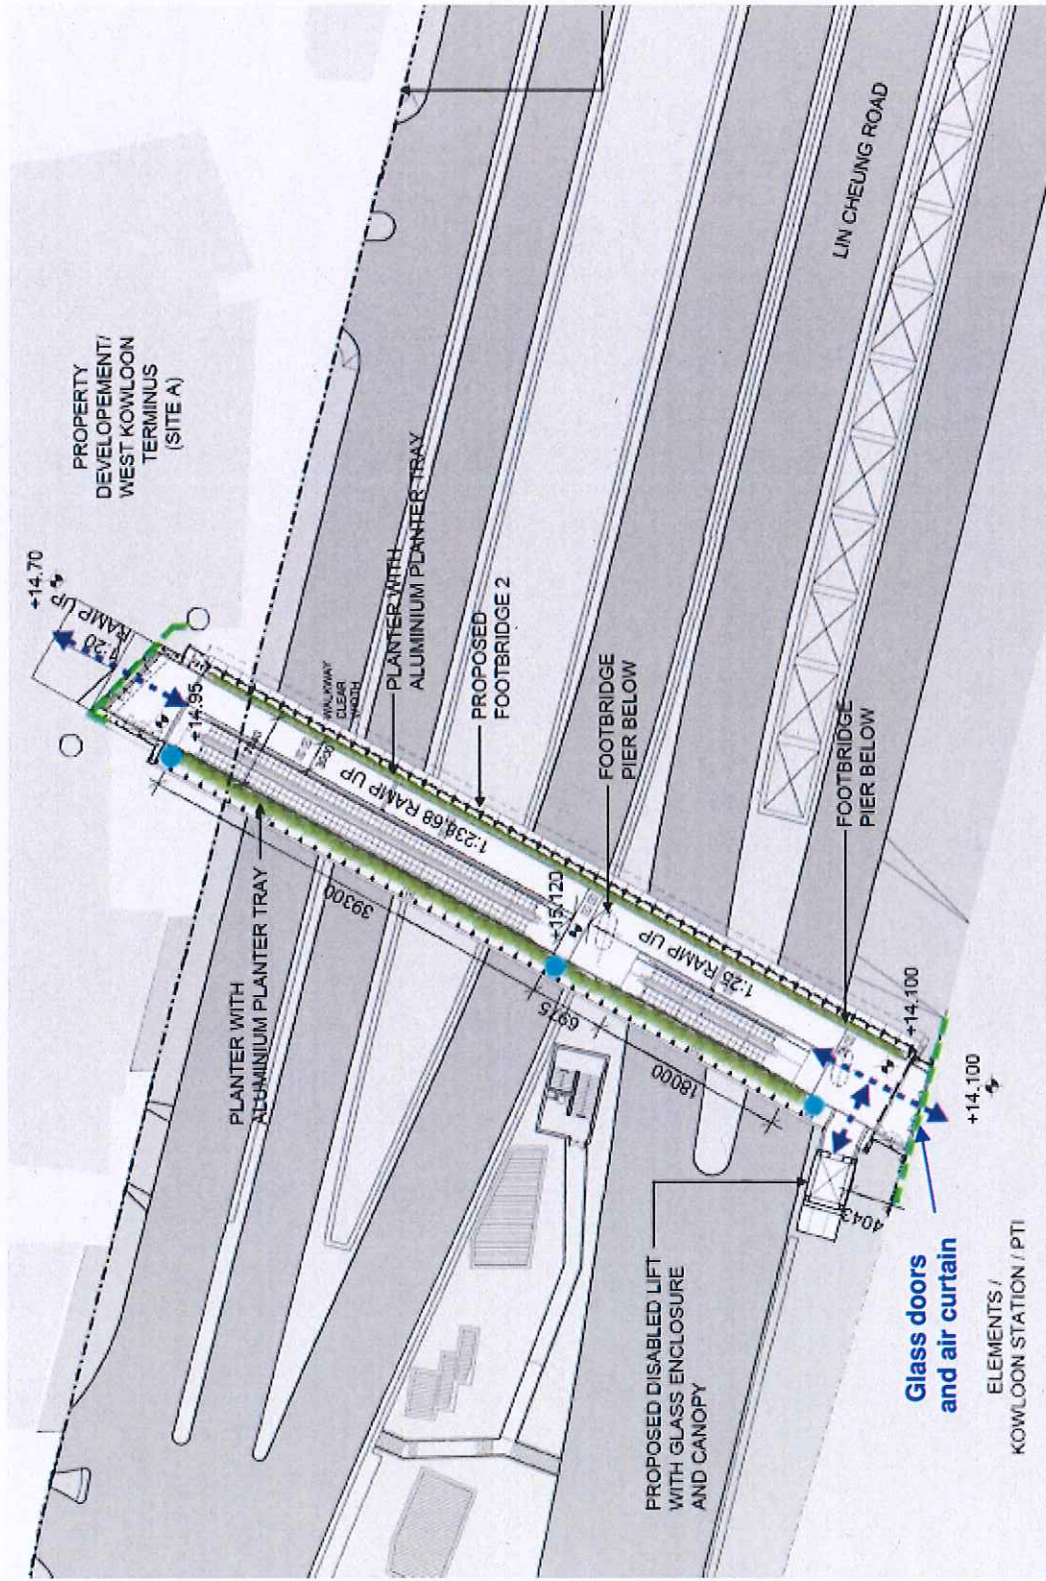 PROPERTY
DEVELOPEMENT/
WEST KOWLOON
TERMINUS
(SITE A)
+14.70
1:20
RAMP UP
+14.95
WALKWAY
CLEAR
PLANTER WITH
ALUMINIUM PLANTER TRAY
PROPOSED
FOOTBRIDGE 2
FOOTBRIDGE
PIER BELOW
FOOTBRIDGE
PIER BELOW
LIN CHEUNG ROAD
1:238.68 RAMP UP
1:25 RAMP UP
PLANTER WITH
ALUMINIUM PLANTER TRAY
39300
+15.120
6975
18000
+14.100
+14.100
4043
PROPOSED DISABLED LIFT
WITH GLASS ENCLOSURE
AND CANOPY
Glass doors
and air curtain
ELEMENTS /
KOWLOON STATION / PTI